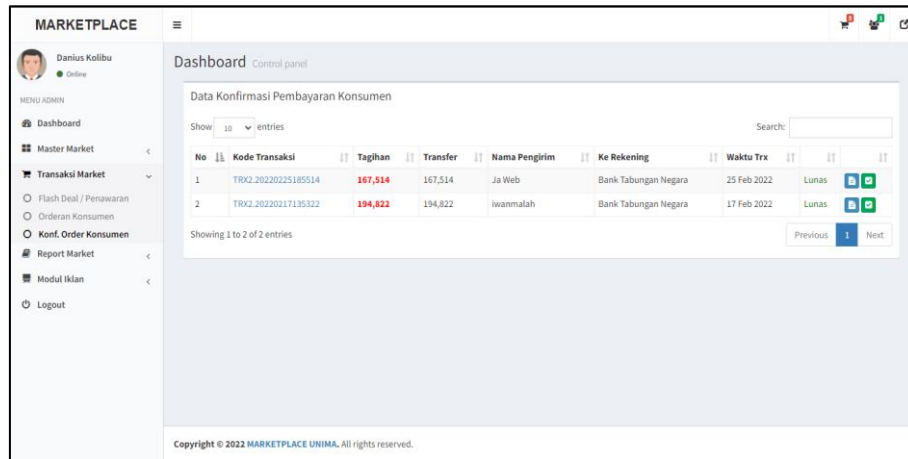 MARKETPLACE
0
1
Danius Kolibu
Online
MENU ADMIN
Dashboard
Master Market
Transaksi Market
Flash Deal / Penawaran
Orderan Konsumen
Konf. Order Konsumen
Report Market
Modul Iklan
Logout
Dashboard Control panel
Data Konfirmasi Pembayaran Konsumen
Show 10 entries Search:
No Kode Transaksi Tagihan Transfer Nama Pengirim Ke Rekening Waktu Trx
1 TRX2.20220225185514 167,514 167,514 Ja Web Bank Tabungan Negara 25 Feb 2022 Lunas
2 TRX2.20220217135322 194,822 194,822 iwanmalah Bank Tabungan Negara 17 Feb 2022 Lunas
Showing 1 to 2 of 2 entries Previous 1 Next
Copyright © 2022 MARKETPLACE UNIMA. All rights reserved.